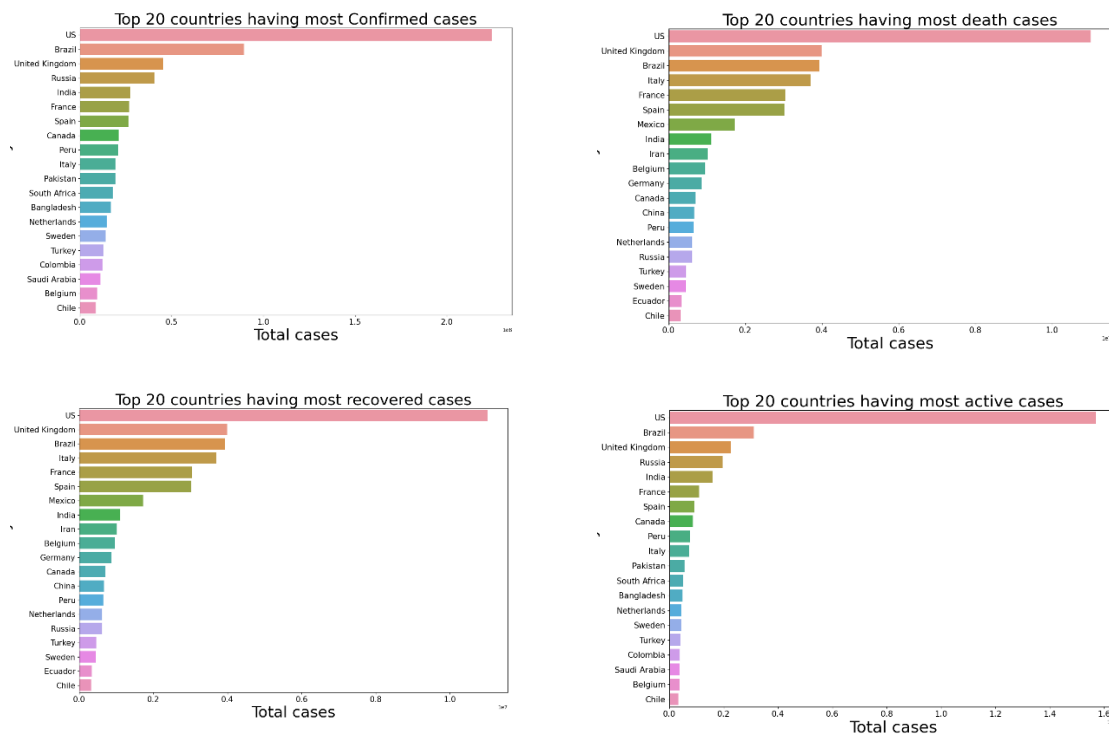 Top 20 countries having most Confirmed cases
US
Brazil
United Kingdom
Russia
India
France
Spain
Canada
Peru
Italy
Pakistan
South Africa
Bangladesh
Netherlands
Sweden
Turkey
Colombia
Saudi Arabia
Belgium
Chile
0.0 0.5 1.0 1.5 2.0
1e8
Total cases
Top 20 countries having most death cases
US
United Kingdom
Brazil
Italy
France
Spain
Mexico
India
Iran
Belgium
Germany
Canada
China
Peru
Netherlands
Russia
Turkey
Sweden
Ecuador
Chile
0.0 0.2 0.4 0.6 0.8 1.0
Total cases
Top 20 countries having most recovered cases
US
United Kingdom
Brazil
Italy
France
Spain
Mexico
India
Iran
Belgium
Germany
Canada
China
Peru
Netherlands
Russia
Turkey
Sweden
Ecuador
Chile
0.0 0.2 0.4 0.6 0.8 1.0
1e7
Total cases
Top 20 countries having most active cases
US
Brazil
United Kingdom
Russia
India
France
Spain
Canada
Peru
Italy
Pakistan
South Africa
Bangladesh
Netherlands
Sweden
Turkey
Colombia
Saudi Arabia
Belgium
Chile
0.0 0.2 0.4 0.6 0.8 1.0 1.2 1.4 1.6
Total cases